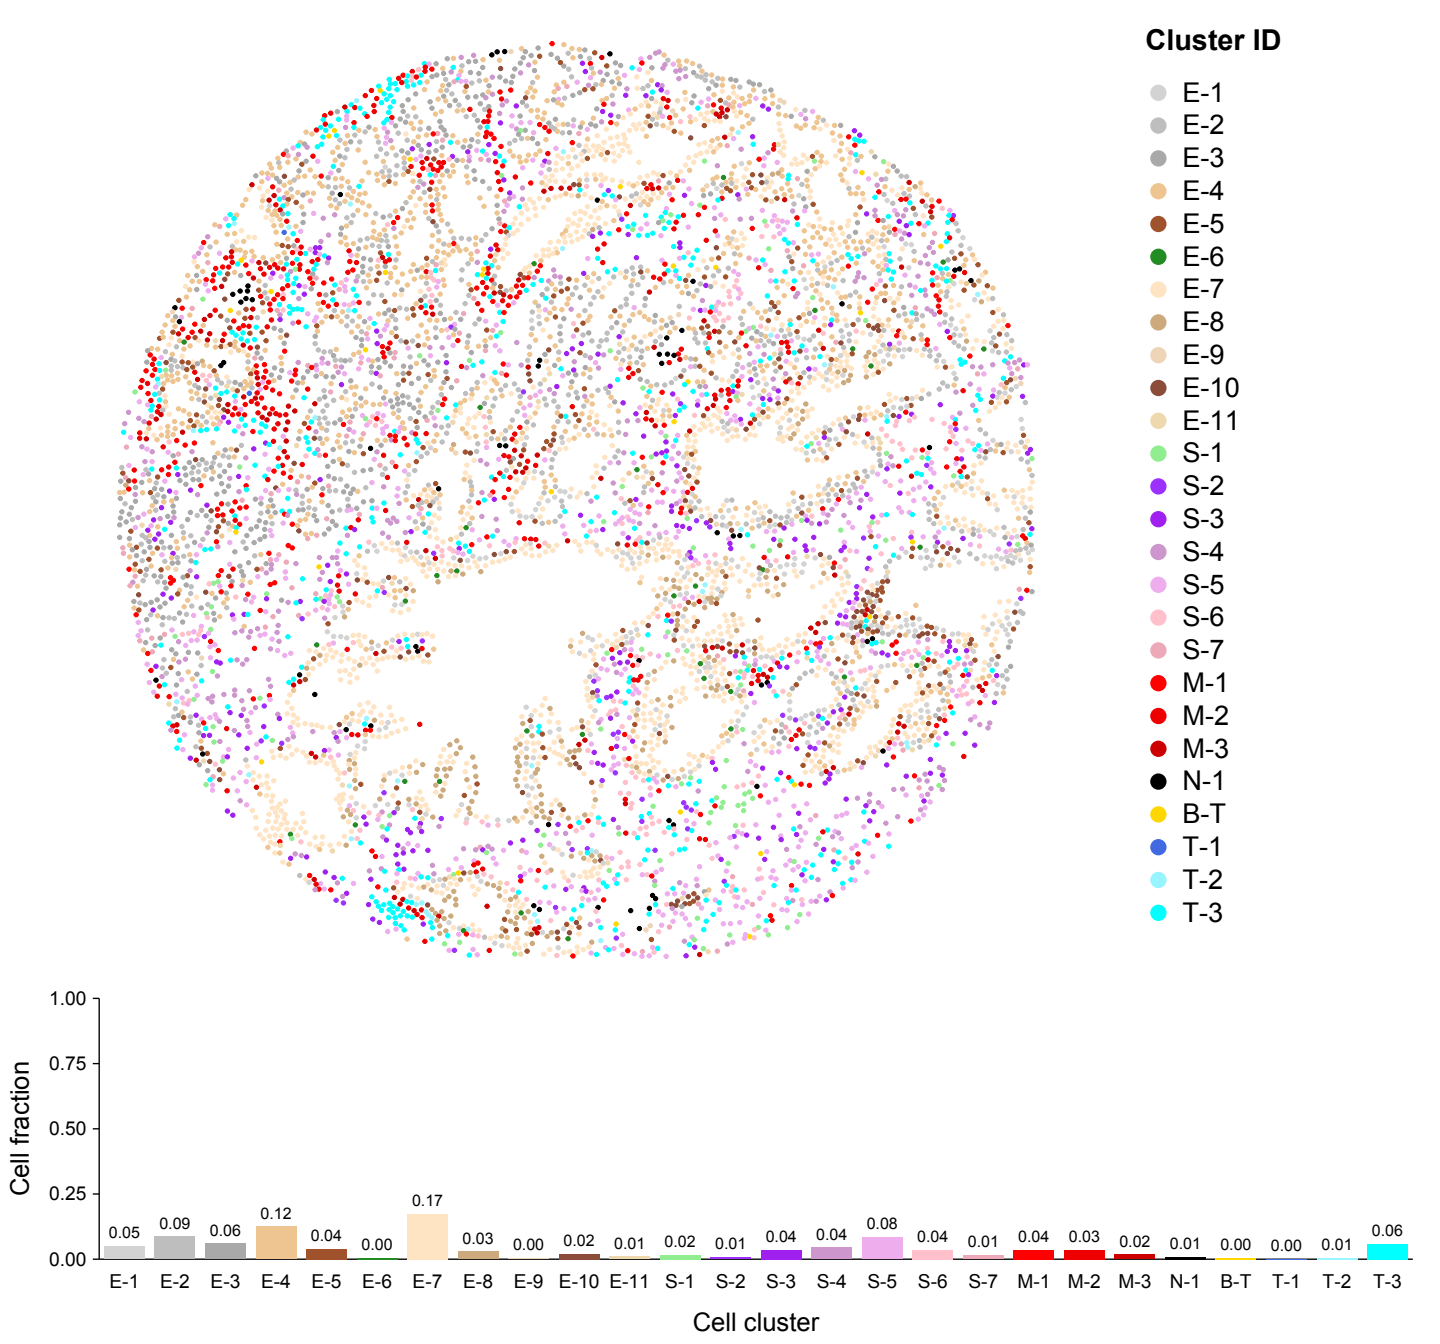 Cluster ID
E-1
E-2
E-3
E-4
E-5
E-6
E-7
E-8
E-9
E-10
E-11
S-1
S-2
S-3
S-4
S-5
S-6
S-7
M-1
M-2
M-3
N-1
B-T
T-1
T-2
T-3
Cell fraction
1.00
0.75
0.50
0.25
0.00
0.05 0.09 0.06 0.12 0.04 0.00 0.17 0.03 0.00 0.02 0.01 0.02 0.01 0.04 0.04 0.08 0.04 0.01 0.04 0.03 0.02 0.01 0.00 0.00 0.01 0.06
E-1 E-2 E-3 E-4 E-5 E-6 E-7 E-8 E-9 E-10 E-11 S-1 S-2 S-3 S-4 S-5 S-6 S-7 M-1 M-2 M-3 N-1 B-T T-1 T-2 T-3
Cell cluster